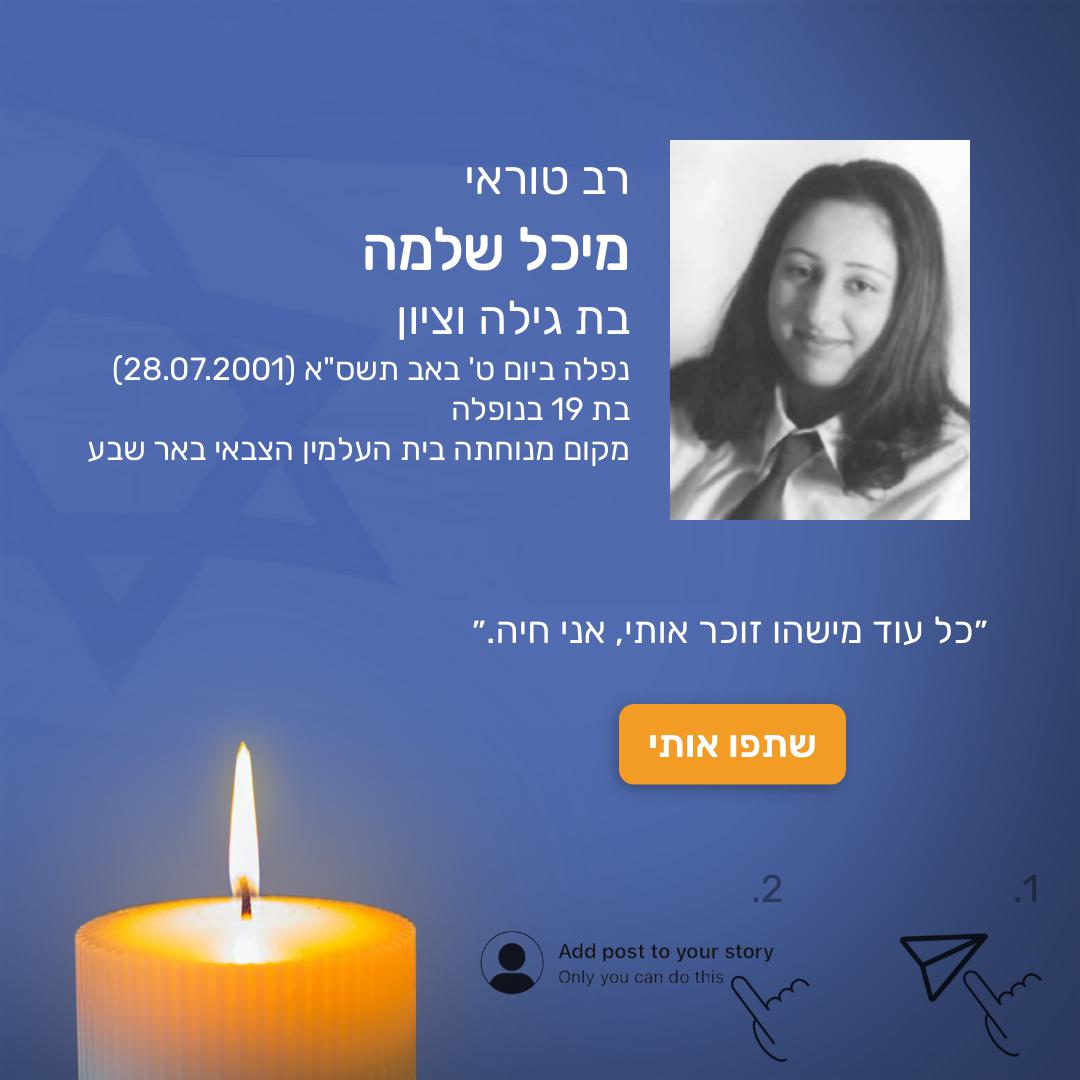 רב טוראי
מיכל שלמה
בת גילה וציון
נפלה ביום ט' באב תשס"א (28.07.2001)
בת 19 בנופלה
מקום מנוחתה בית העלמין הצבאי באר שבע
״כל עוד מישהו זוכר אותי, אני חיה.״
שתפו אותי
.1
.2
Add post to your story
Only you can do this